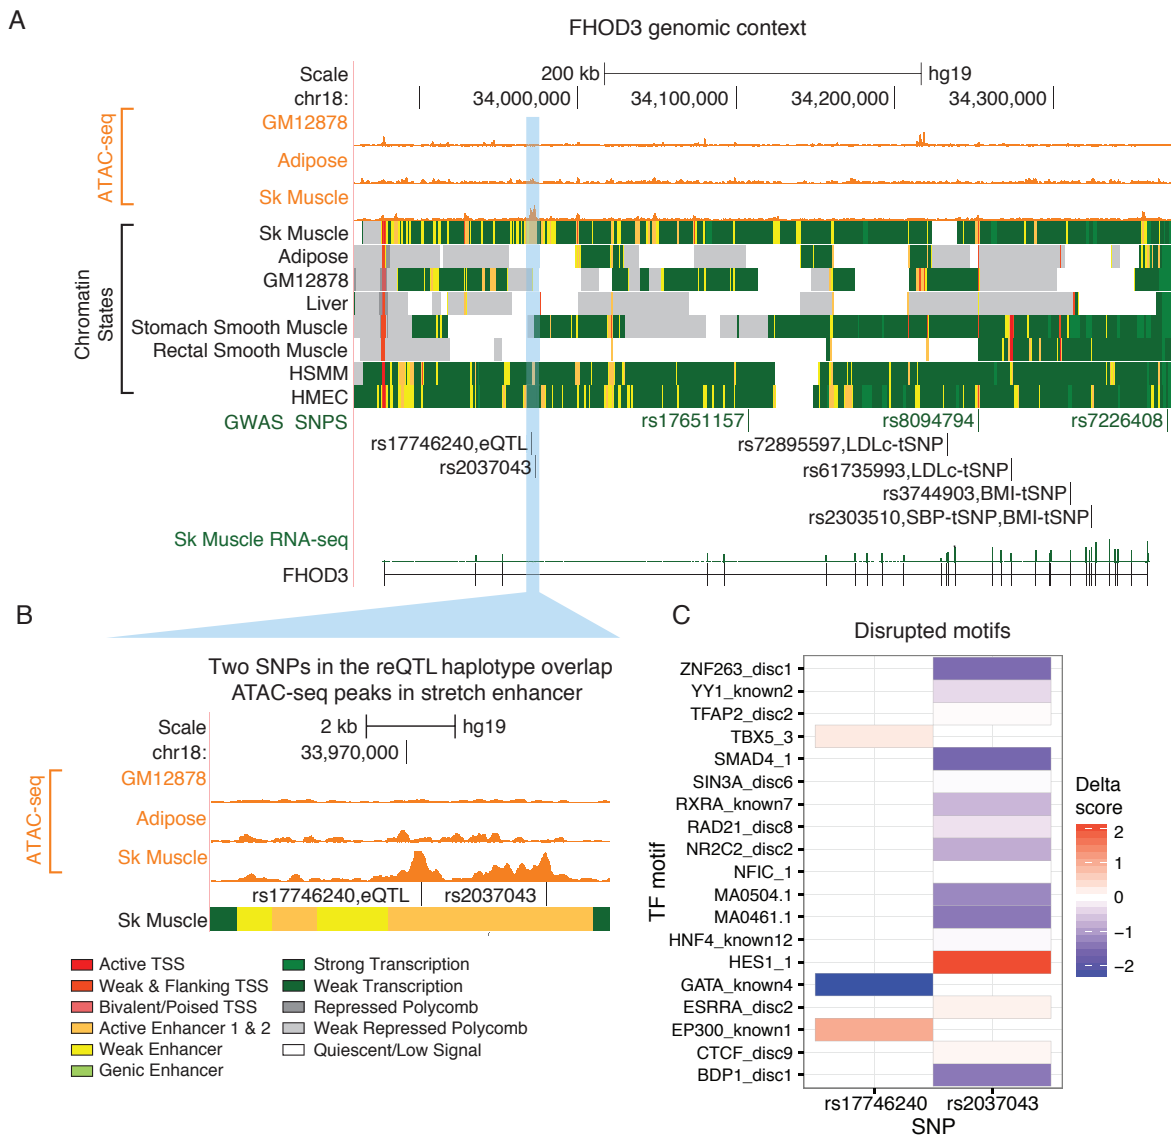 A
FHOD3 genomic context
Scale
200 kb
hg19
chr18:
34,000,000
34,100,000
34,200,000
34,300,000
ATAC-seq
GM12878
Adipose
Sk Muscle
Chromatin
States
Sk Muscle
Adipose
GM12878
Liver
Stomach Smooth Muscle
Rectal Smooth Muscle
HSMM
HMEC
GWAS SNPS
rs17651157
rs8094794
rs7226408
rs17746240,eQTL
rs72895597,LDLc-tSNP
rs2037043
rs61735993,LDLc-tSNP
rs3744903,BMI-tSNP
rs2303510,SBP-tSNP,BMI-tSNP
Sk Muscle RNA-seq
FHOD3
B
Two SNPs in the reQTL haplotype overlap
ATAC-seq peaks in stretch enhancer
Scale
2 kb
hg19
chr18:
33,970,000
ATAC-seq
GM12878
Adipose
Sk Muscle
rs17746240,eQTL
rs2037043
Sk Muscle
Active TSS
Weak & Flanking TSS
Bivalent/Poised TSS
Active Enhancer 1 & 2
Weak Enhancer
Genic Enhancer
Strong Transcription
Weak Transcription
Repressed Polycomb
Weak Repressed Polycomb
Quiescent/Low Signal
C
Disrupted motifs
TF motif
ZNF263_disc1
YY1_known2
TFAP2_disc2
TBX5_3
SMAD4_1
SIN3A_disc6
RXRA_known7
RAD21_disc8
NR2C2_disc2
NFIC_1
MA0504.1
MA0461.1
HNF4_known12
HES1_1
GATA_known4
ESRRA_disc2
EP300_known1
CTCF_disc9
BDP1_disc1
rs17746240
rs2037043
SNP
Delta
score
2
1
0
−1
−2